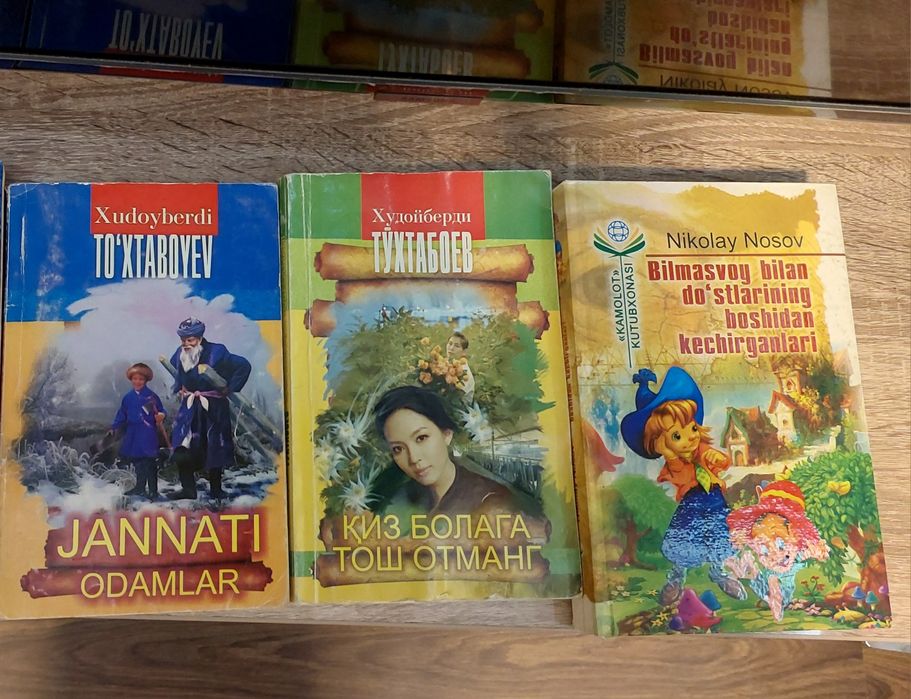 Xudoyberdi
TO‘XTABOYEV
JANNATI
ODAMLAR
Худойберди
ТЎХТАБОЕВ
ҚИЗ БОЛАГА
ТОШ ОТМАНГ
«KAMOLOT»
KUTUBXONASI
Nikolay Nosov
Bilmasvoy bilan
do‘stlarining
boshidan
kechirganlari